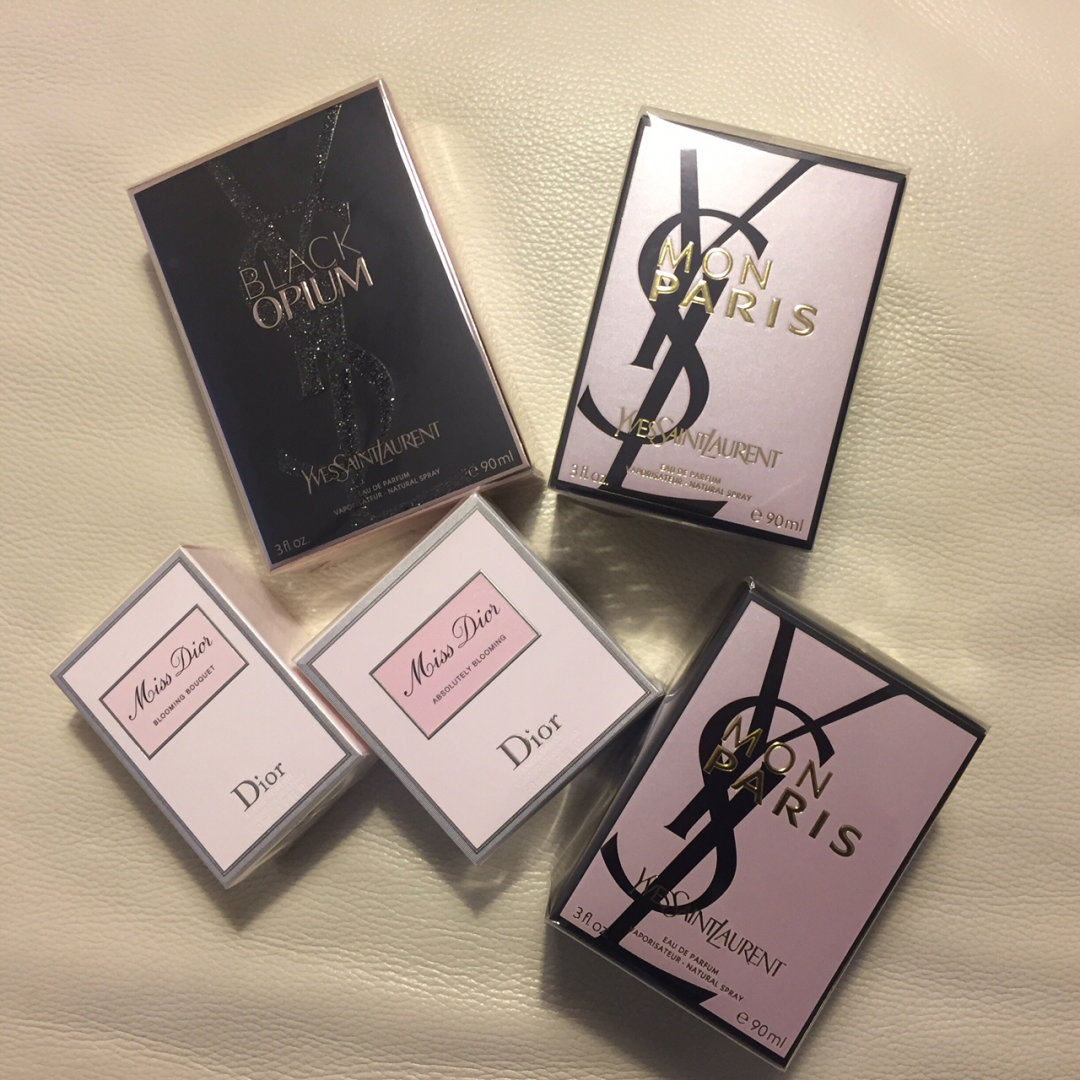 BLACK
OPIUM
YVESSAINTLAURENT
EAU DE PARFUM
VAPORISATEUR - NATURAL SPRAY
3 fl oz.
e 90 ml
YSL
MON
PARIS
YVESSAINTLAURENT
EAU DE PARFUM
VAPORISATEUR - NATURAL SPRAY
3 fl oz.
e 90 ml
Miss Dior
BLOOMING BOUQUET
Dior
Miss Dior
ABSOLUTELY BLOOMING
Dior
YSL
MON
PARIS
YVESSAINTLAURENT
EAU DE PARFUM
VAPORISATEUR - NATURAL SPRAY
3 fl oz.
e 90 ml